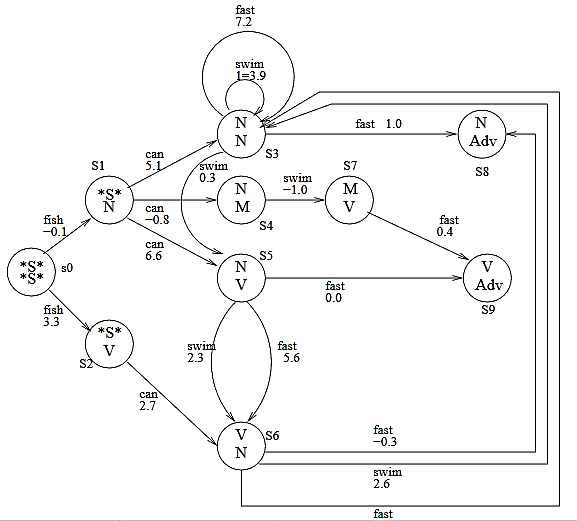 fast
7.2
swim
1=3.9
N
N
S3
fast 1.0
N
Adv
S8
S1
can
5.1
swim
0.3
S7
*S*
N
can
−0.8
N
M
S4
swim
−1.0
M
V
fish
−0.1
can
6.6
fast
0.4
*S*
*S*
s0
N
V
S5
fast
0.0
V
Adv
S9
fish
3.3
*S*
V
S2
swim
2.3
fast
5.6
can
2.7
V
N
S6
fast
−0.3
swim
2.6
fast